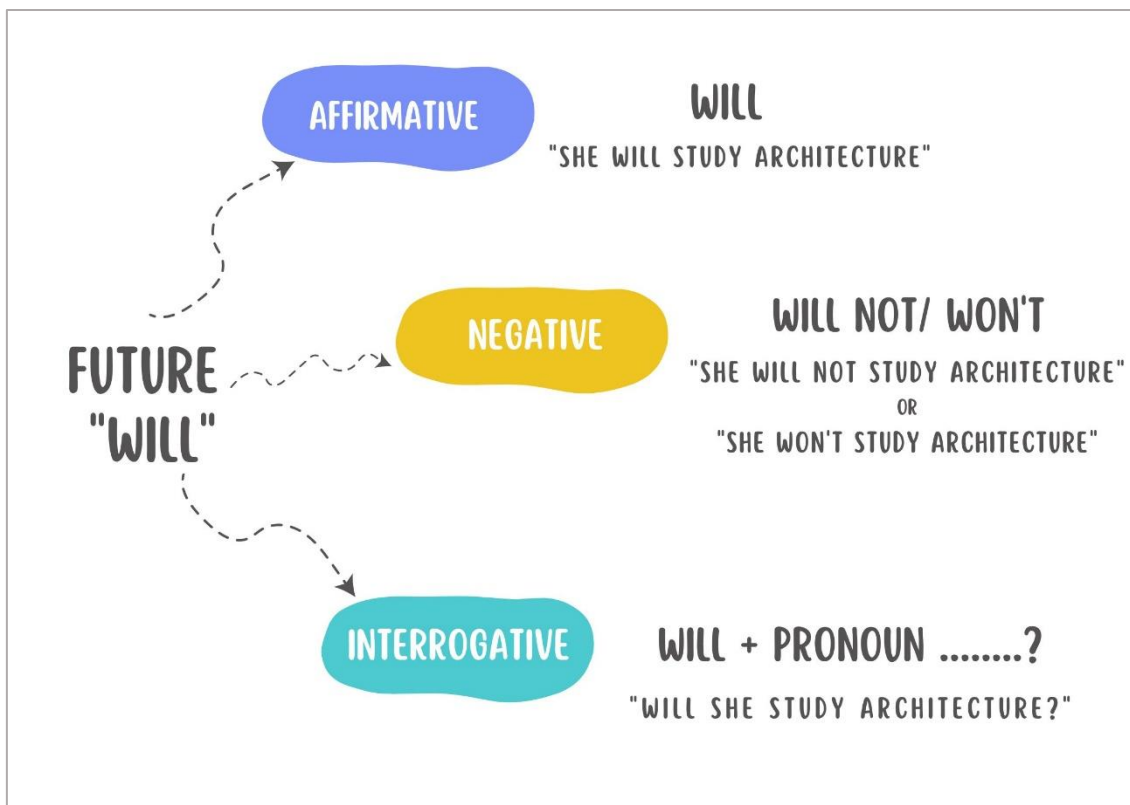 AFFIRMATIVE
WILL
"SHE WILL STUDY ARCHITECTURE"
FUTURE
"WILL"
NEGATIVE
WILL NOT/ WON'T
"SHE WILL NOT STUDY ARCHITECTURE"
OR
"SHE WON'T STUDY ARCHITECTURE"
INTERROGATIVE
WILL + PRONOUN ........?
"WILL SHE STUDY ARCHITECTURE?"